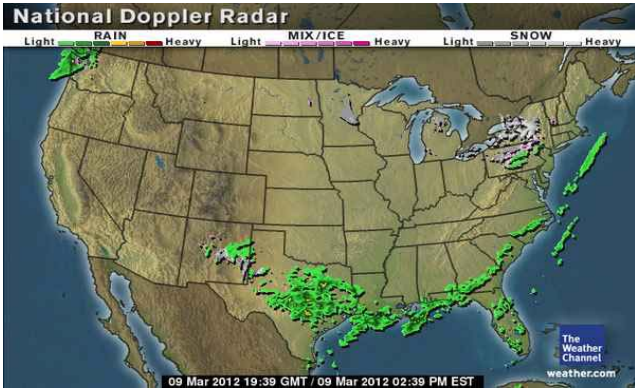 National Doppler Radar
RAIN MIX/ICE SNOW
Light Heavy Light Heavy Light Heavy
The
Weather
Channel
weather.com
09 Mar 2012 19:39 GMT / 09 Mar 2012 02:39 PM EST